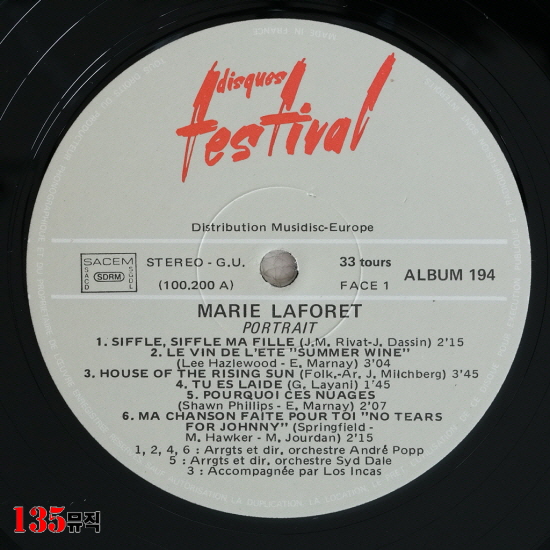 MADE IN FRANCE
disques
festival
Distribution Musidisc-Europe
SACEM
SACD
SDRM
SGDL
STEREO - G.U.
(100.200 A)
33 tours
FACE 1
ALBUM 194
MARIE LAFORET
PORTRAIT
1. SIFFLE, SIFFLE MA FILLE (J.M. Rivat-J. Dassin) 2'15
2. LE VIN DE L'ETE "SUMMER WINE"
(Lee Hazlewood - E. Marnay) 3'04
3. HOUSE OF THE RISING SUN (Folk.-Ar. J, Milchberg) 3'45
4. TU ES LAIDE (G. Layani) 1'45
5. POURQUOI CES NUAGES
(Shawn Phillips - E. Marnay) 2'07
6. MA CHANSON FAITE POUR TOI "NO TEARS
FOR JOHNNY" (Springfield -
M. Hawker - M. Jourdan) 2'15
1, 2, 4, 6 : Arrgts et dir. orchestre André Popp
5 : Arrgts et dir. orchestre Syd Dale
3 : Accompagnée par Los Incas
135뮤직